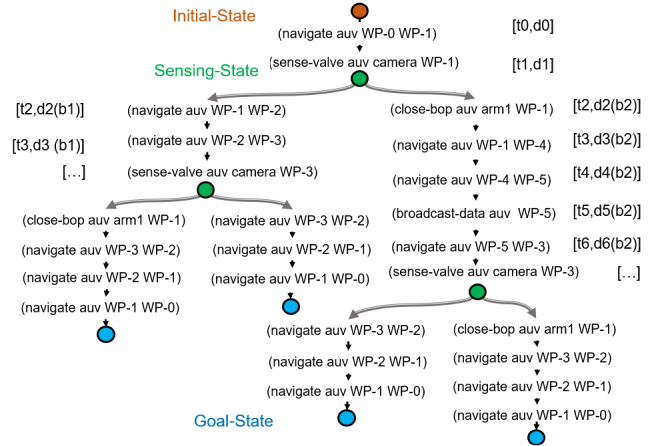 Initial-State
(navigate auv WP-0 WP-1)
[t0,d0]
(sense-valve auv camera WP-1)
[t1,d1]
Sensing-State
[t2,d2(b1)]
(navigate auv WP-1 WP-2)
(close-bop auv arm1 WP-1)
[t2,d2(b2)]
[t3,d3 (b1)]
(navigate auv WP-2 WP-3)
(navigate auv WP-1 WP-4)
[t3,d3(b2)]
[...]
(sense-valve auv camera WP-3)
(navigate auv WP-4 WP-5)
[t4,d4(b2)]
(close-bop auv arm1 WP-1)
(navigate auv WP-3 WP-2)
(broadcast-data auv WP-5)
[t5,d5(b2)]
(navigate auv WP-3 WP-2)
(navigate auv WP-2 WP-1)
(navigate auv WP-5 WP-3)
[t6,d6(b2)]
(navigate auv WP-2 WP-1)
(navigate auv WP-1 WP-0)
(sense-valve auv camera WP-3)
[...]
(navigate auv WP-1 WP-0)
(navigate auv WP-3 WP-2)
(close-bop auv arm1 WP-1)
(navigate auv WP-2 WP-1)
(navigate auv WP-3 WP-2)
(navigate auv WP-1 WP-0)
(navigate auv WP-2 WP-1)
Goal-State
(navigate auv WP-1 WP-0)